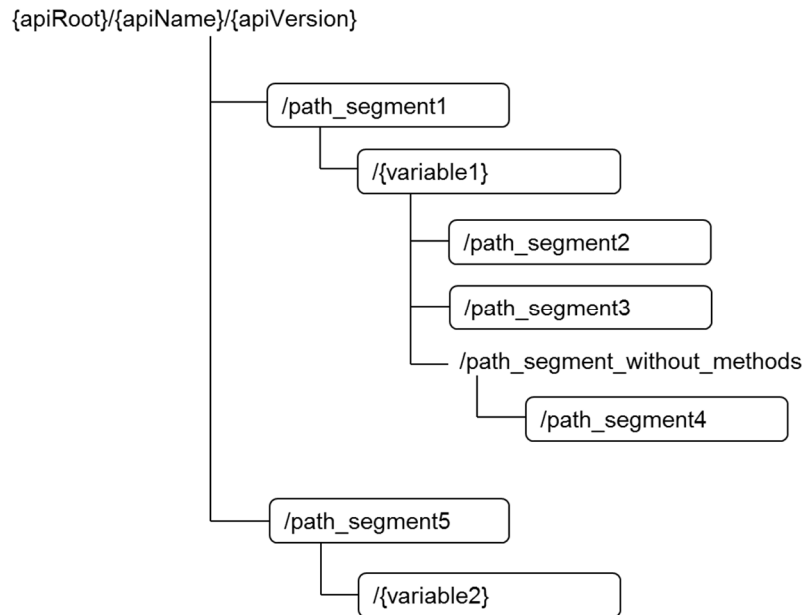 {apiRoot}/{apiName}/{apiVersion}
/path_segment1
/{variable1}
/path_segment2
/path_segment3
/path_segment_without_methods
/path_segment4
/path_segment5
/{variable2}